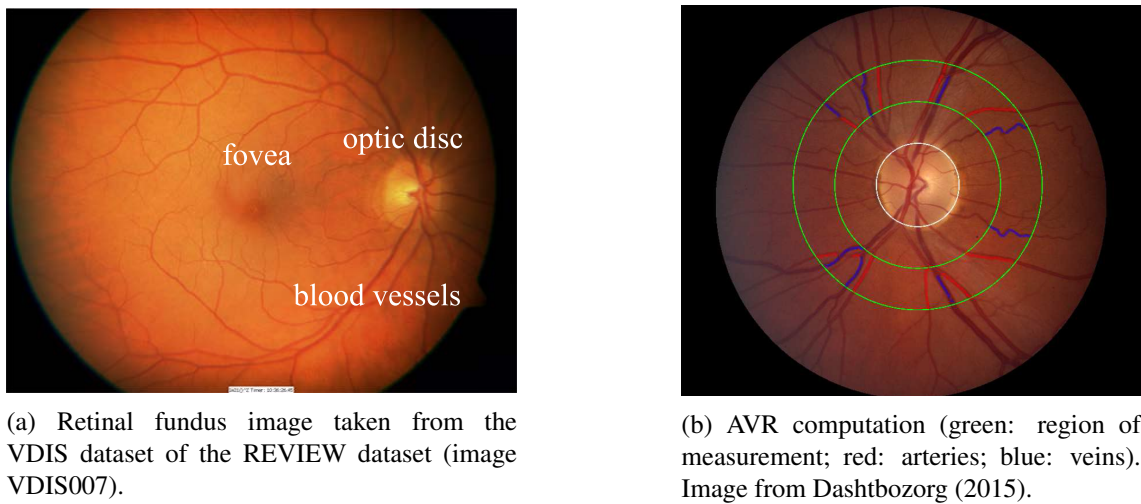 fovea
optic disc
blood vessels
(a) Retinal fundus image taken from the
VDIS dataset of the REVIEW dataset (image
VDIS007).
(b) AVR computation (green: region of
measurement; red: arteries; blue: veins).
Image from Dashtbozorg (2015).